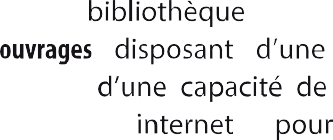 bibliothèque
ouvrages disposant d'une
d'une capacité de
internet pour